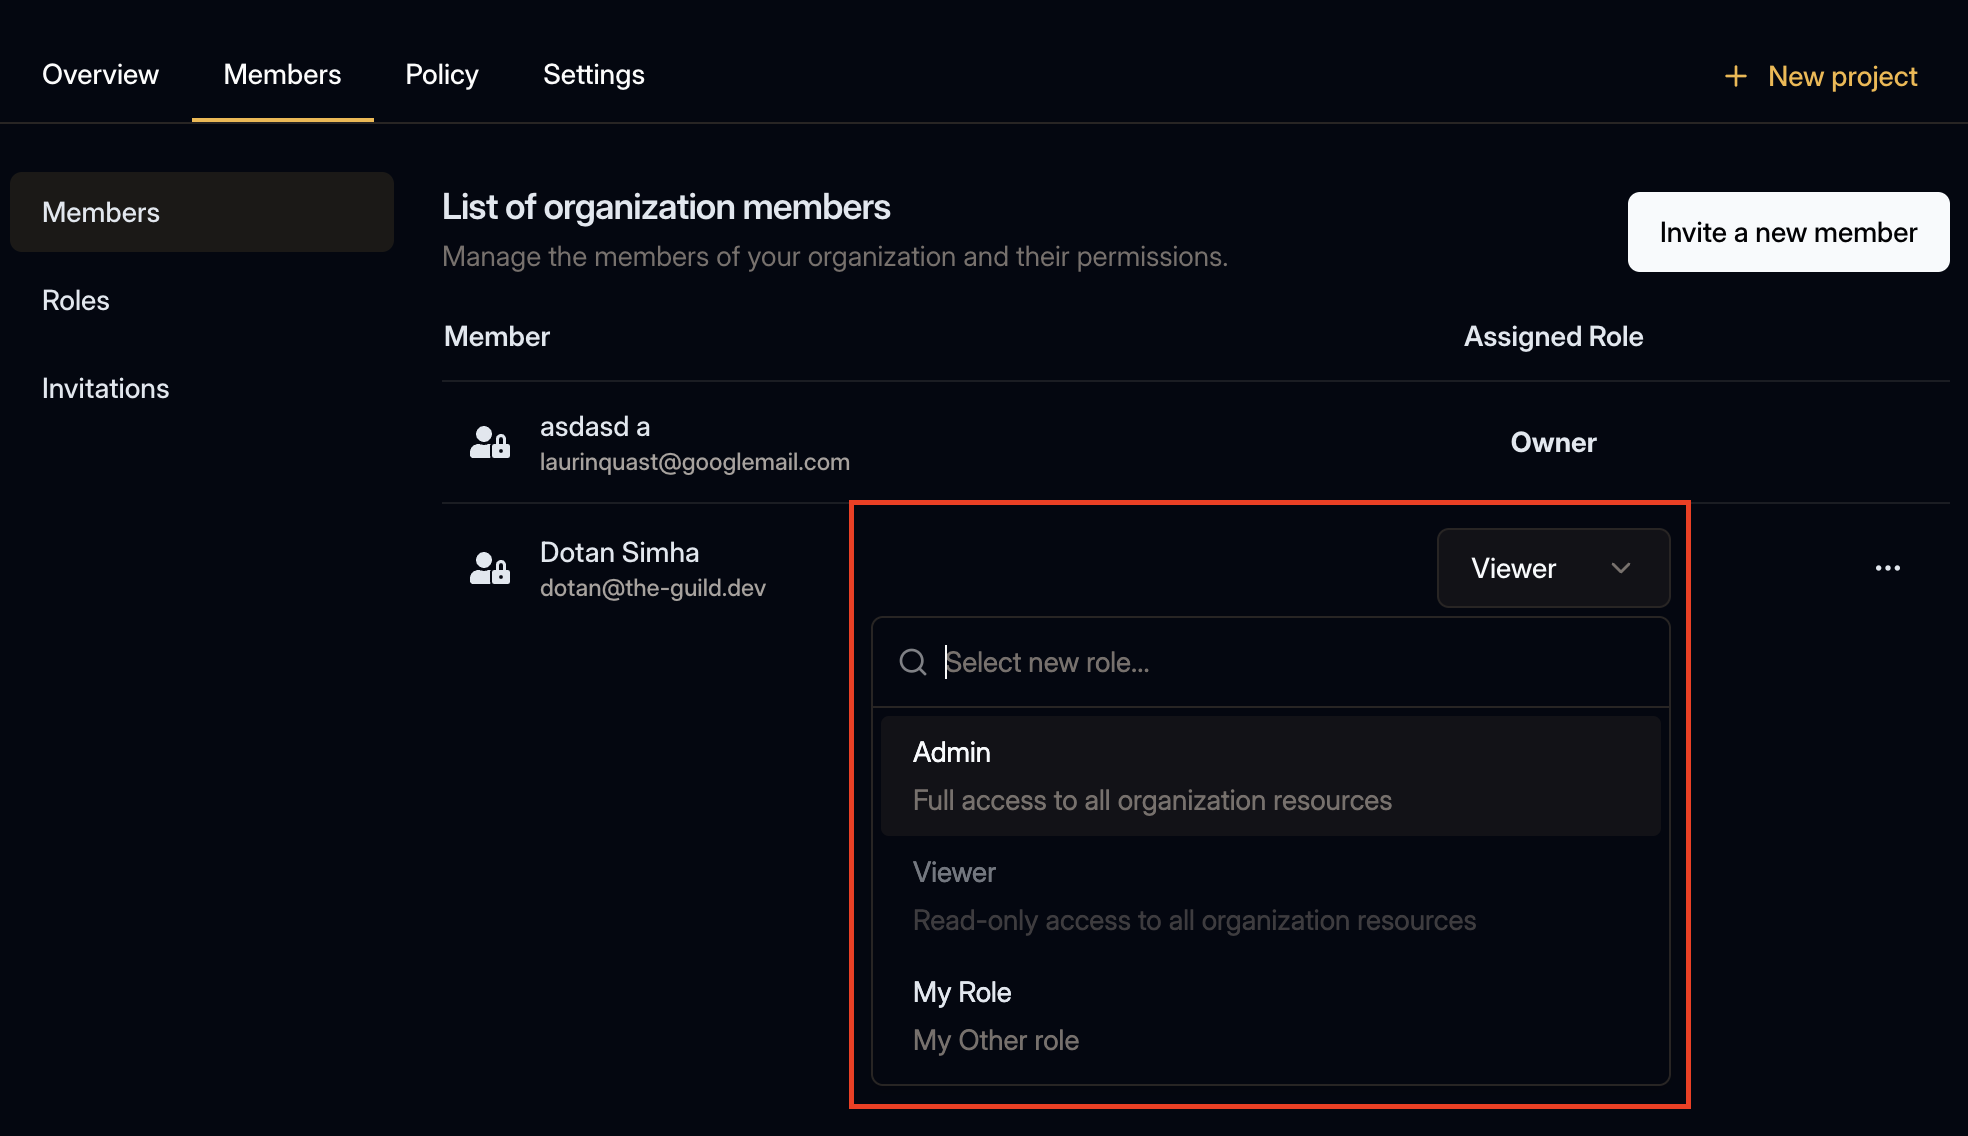 Overview Members Policy Settings + New project
Members
Roles
Invitations
List of organization members
Manage the members of your organization and their permissions.
Invite a new member
Member Assigned Role
asdasd a
laurinquast@googlemail.com
Owner
Dotan Simha
dotan@the-guild.dev
Viewer
Select new role...
Admin
Full access to all organization resources
Viewer
Read-only access to all organization resources
My Role
My Other role